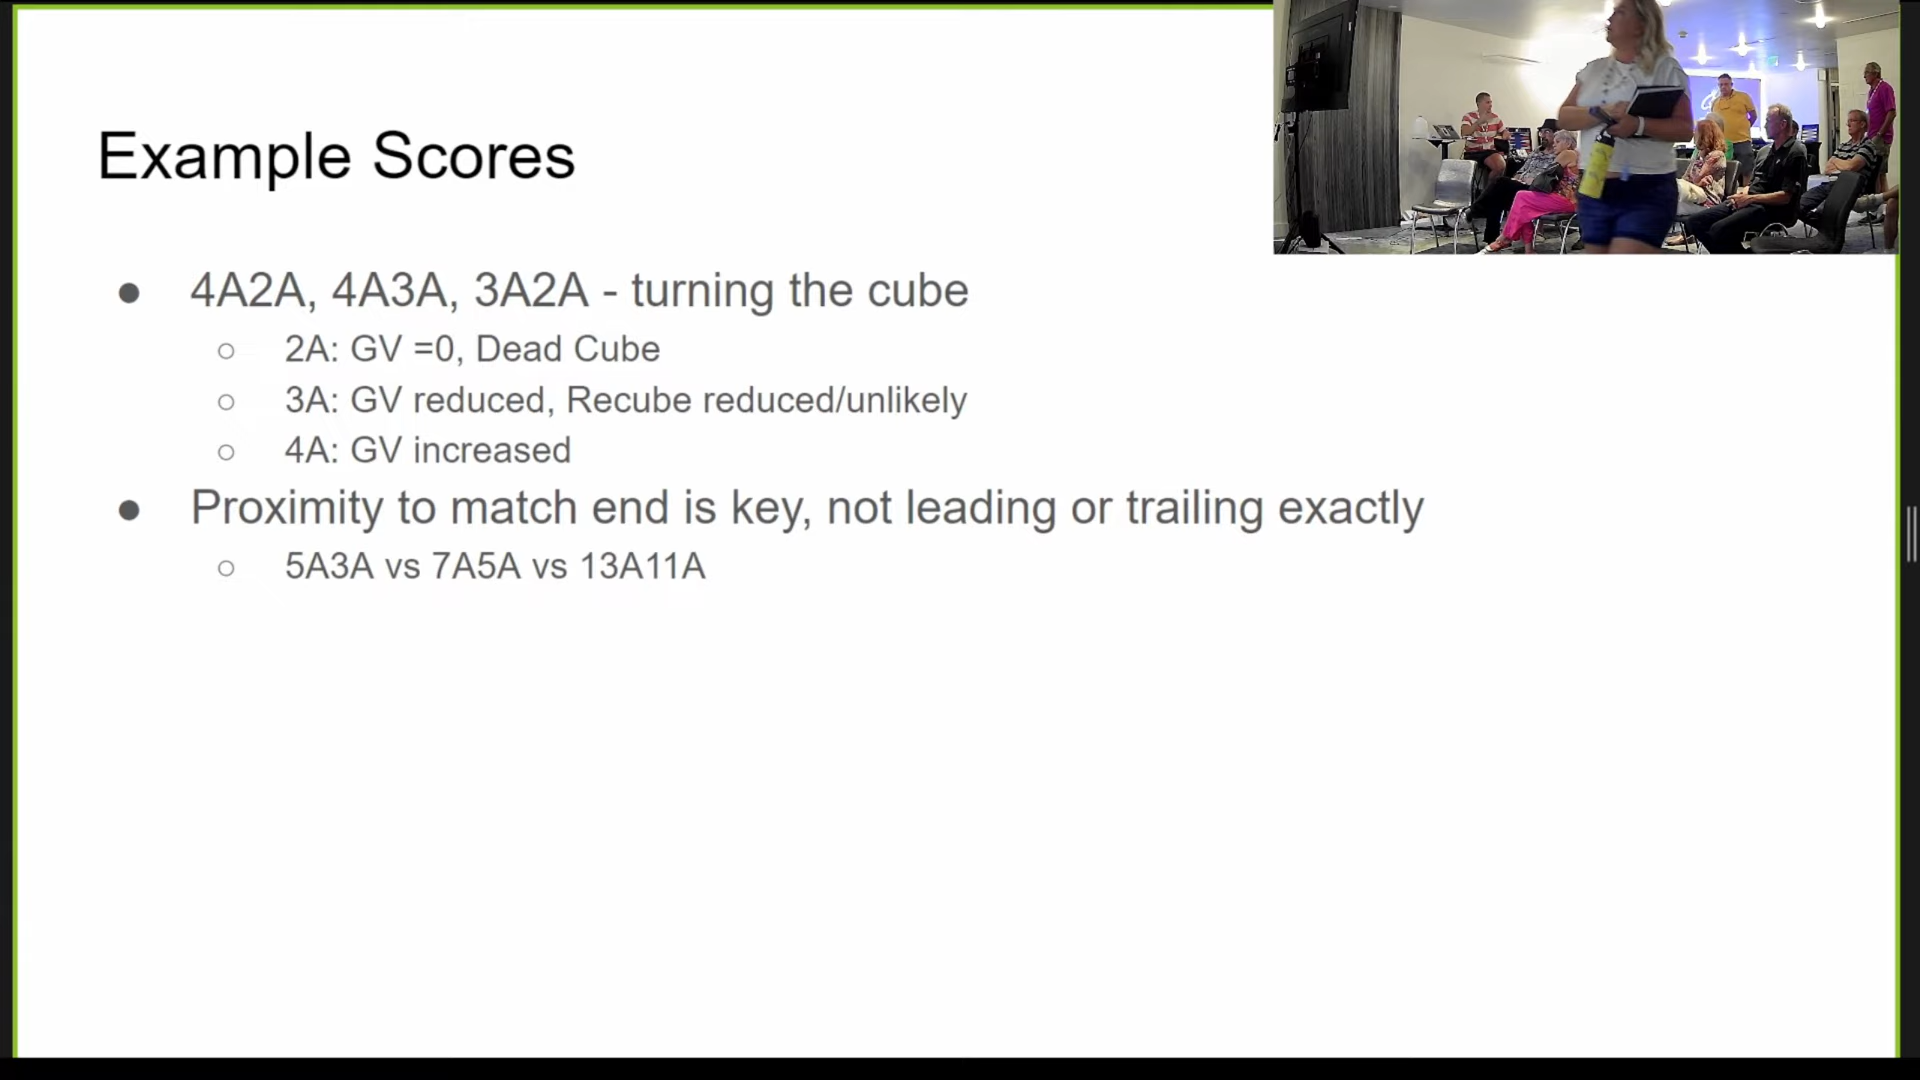 Example Scores
● 4A2A, 4A3A, 3A2A - turning the cube
○ 2A: GV =0, Dead Cube
○ 3A: GV reduced, Recube reduced/unlikely
○ 4A: GV increased
● Proximity to match end is key, not leading or trailing exactly
○ 5A3A vs 7A5A vs 13A11A